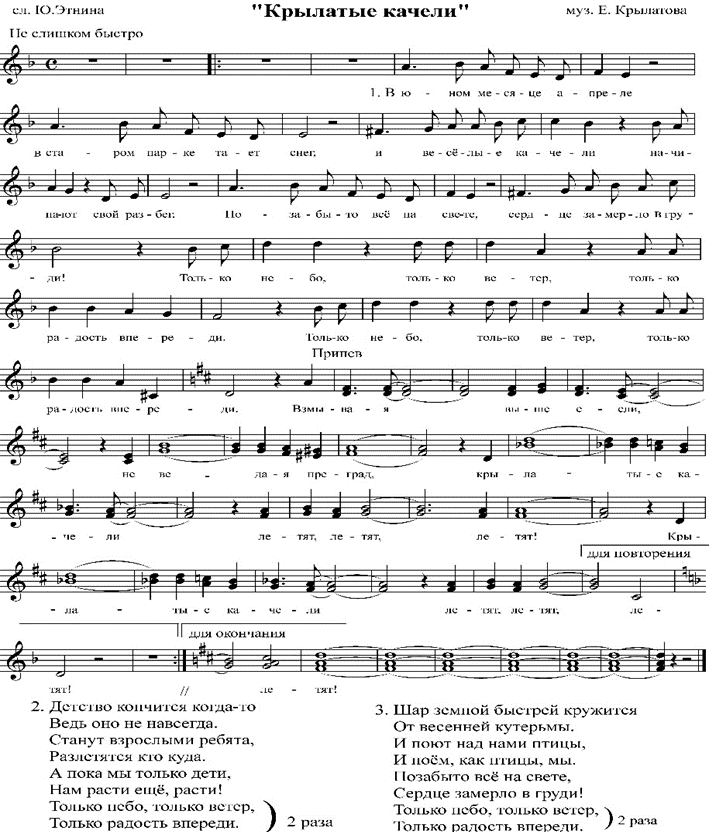 сл. Ю.Этнина "Крылатые качели" муз. Е. Крылатова
Не слишком быстро
1. В ю - ном ме-ся-це а - пре - ле
в ста - ром пар - ке та - ет снег, и ве - сё-лы-е ка - че - ли на-чи-
нают свой раз-бег. По - за-бы-то всё на све-те, серд - це за-мер-ло в гру-
- ди! Толь-ко не - бо, толь-ко ве - тер, толь-ко
ра-дость впе-ре - ди. Толь-ко не - бо, толь-ко ве - тер, толь-ко
Припев
ра-дость впе-ре - ди. Взмы-ва - я вы-ше е - ли,
не ве - да-я пре-град, кры - ла - ты-е ка-
- че - ли ле - тят, ле - тят, ле - тят! Кры-
для повторения
- ла - ты-е ка - че - ли ле - тят, ле - тят, ле -
для окончания
тят! // ле - тят!
2. Детство кончится когда-то
Ведь оно не навсегда.
Станут взрослыми ребята,
Разлетятся кто куда.
А пока мы только дети,
Нам расти ещё, расти!
Только небо, только ветер,
Только радость впереди.
2 раза
3. Шар земной быстрей кружится
От весенней кутерьмы.
И поют над нами птицы,
И поём, как птицы, мы.
Позабыто всё на свете,
Сердце замерло в груди!
Только небо, только ветер,
Только радость впереди.
2 раза